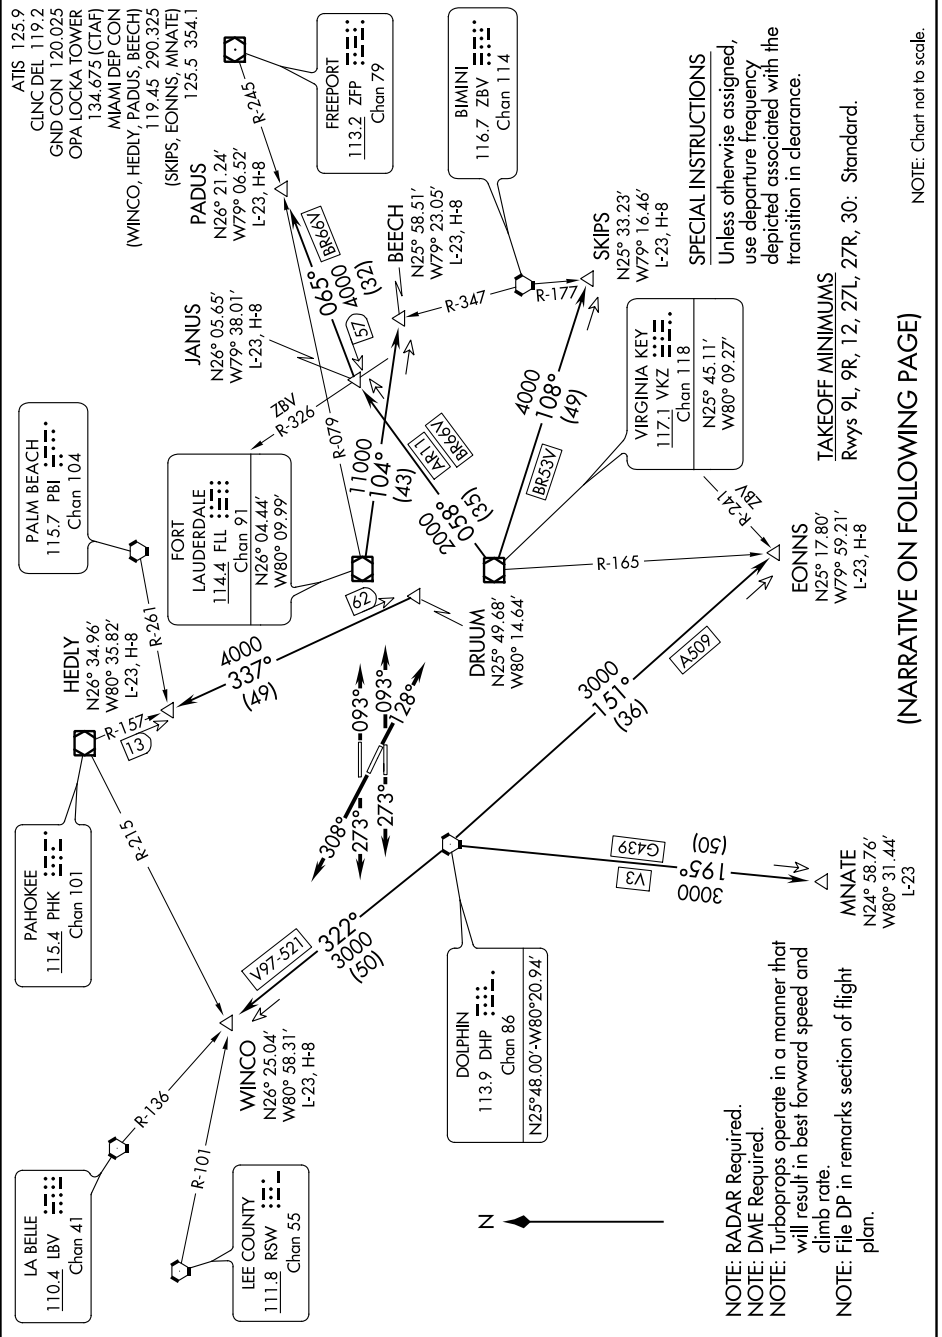 ATIS 125.9
CLNC DEL 119.2
GND CON 120.025
OPA LOCKA TOWER
134.675 (CTAF)
MIAMI DEP CON
(WINCO, HEDLY, PADUS, BEECH)
119.45 290.325
(SKIPS, EONNS, MNATE)
125.5 354.1
LA BELLE
110.4 LBV
Chan 41
R-136
LEE COUNTY
111.8 RSW
Chan 55
R-101
PAHOKEE
115.4 PHK
Chan 101
R-215
R-157
13
WINCO
N26° 25.04'
W80° 58.31'
L-23, H-8
V97-521
322°
3000
(50)
HEDLY
N26° 34.96'
W80° 35.82'
L-23, H-8
PALM BEACH
115.7 PBI
Chan 104
R-261
4000
337°
(49)
62
FORT
LAUDERDALE
114.4 FLL
Chan 91
N26° 04.44'
W80° 09.99'
R-079
11000
104°
(43)
JANUS
N26° 05.65'
W79° 38.01'
L-23, H-8
ZBV
R-326
57
065°
4000
(32)
BR66V
PADUS
N26° 21.24'
W79° 06.52'
L-23, H-8
R-245
FREEPORT
113.2 ZFP
Chan 79
BEECH
N25° 58.51'
W79° 23.05'
L-23, H-8
R-347
BIMINI
116.7 ZBV
Chan 114
R-177
SKIPS
N25° 33.23'
W79° 16.46'
L-23, H-8
AR11
BR66V
2000
058°
(35)
4000
108°
(49)
BR53V
DRUUM
N25° 49.68'
W80° 14.64'
308°
273°
273°
093°
093°
128°
VIRGINIA KEY
117.1 VKZ
Chan 118
N25° 45.11'
W80° 09.27'
R-165
R-241
ZBV
EONNS
N25° 17.80'
W79° 59.21'
L-23, H-8
3000
151°
(36)
A509
DOLPHIN
113.9 DHP
Chan 86
N25°48.00'-W80°20.94'
V3
G439
3000
195°
(50)
MNATE
N24° 58.76'
W80° 31.44'
L-23
N
NOTE: RADAR Required.
NOTE: DME Required.
NOTE: Turboprops operate in a manner that
will result in best forward speed and
climb rate.
NOTE: File DP in remarks section of flight
plan.
SPECIAL INSTRUCTIONS
Unless otherwise assigned,
use departure frequency
depicted associated with the
transition in clearance.
TAKEOFF MINIMUMS
Rwys 9L, 9R, 12, 27L, 27R, 30: Standard.
(NARRATIVE ON FOLLOWING PAGE)
NOTE: Chart not to scale.